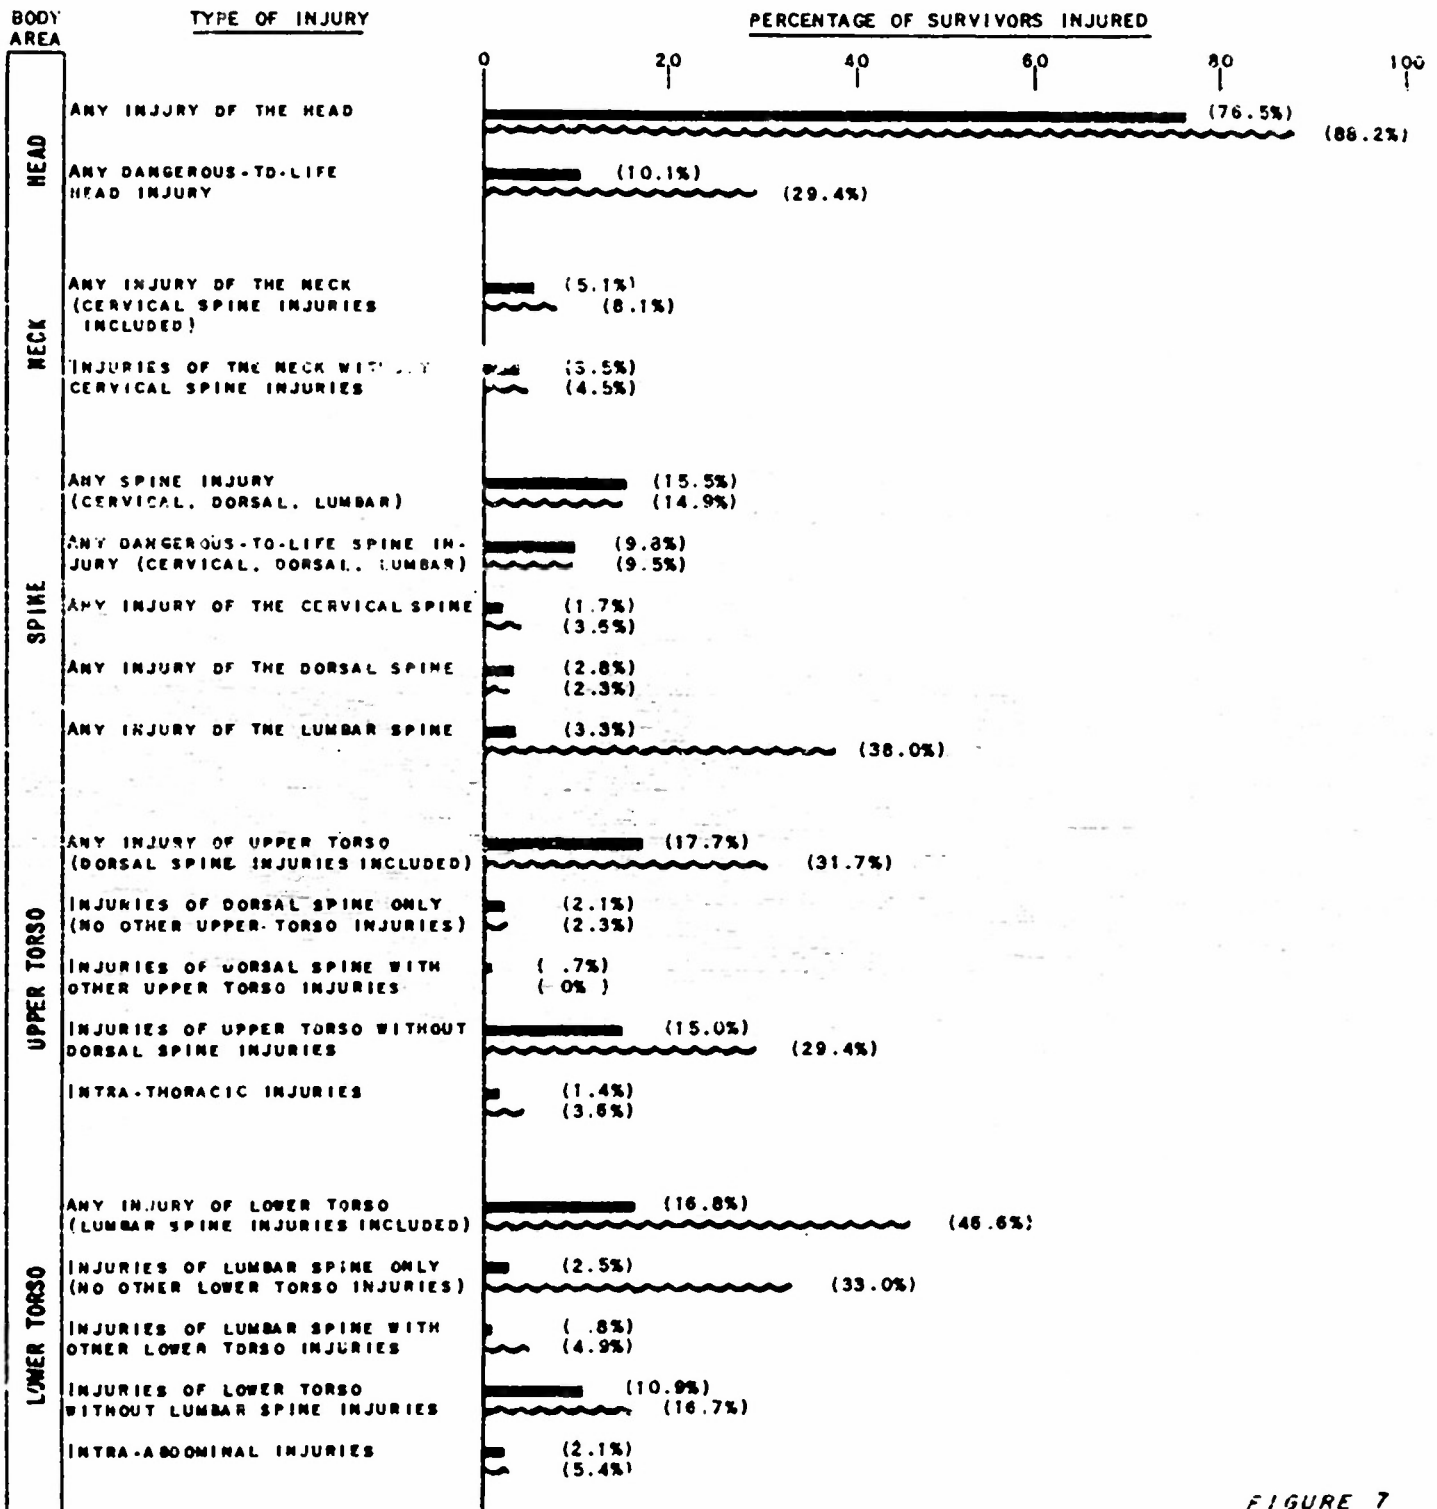 BODY AREA
TYPE OF INJURY
PERCENTAGE OF SURVIVORS INJURED
0 20 40 60 80 100
HEAD
ANY INJURY OF THE HEAD
(76.5%)
(88.2%)
ANY DANGEROUS-TO-LIFE
HEAD INJURY
(10.1%)
(29.4%)
NECK
ANY INJURY OF THE NECK
(CERVICAL SPINE INJURIES
INCLUDED)
(5.1%)
(8.1%)
INJURIES OF THE NECK
CERVICAL SPINE INJURIES
(3.5%)
(4.5%)
SPINE
ANY SPINE INJURY
(CERVICAL, DORSAL, LUMBAR)
(15.5%)
(14.9%)
ANY DANGEROUS-TO-LIFE SPINE IN-
JURY (CERVICAL, DORSAL, LUMBAR)
(9.8%)
(9.5%)
ANY INJURY OF THE CERVICAL SPINE
(1.7%)
(3.6%)
ANY INJURY OF THE DORSAL SPINE
(2.8%)
(2.3%)
ANY INJURY OF THE LUMBAR SPINE
(3.3%)
(38.0%)
UPPER TORSO
ANY INJURY OF UPPER TORSO
(DORSAL SPINE INJURIES INCLUDED)
(17.7%)
(31.7%)
INJURIES OF DORSAL SPINE ONLY
(NO OTHER UPPER-TORSO INJURIES)
(2.1%)
(2.3%)
INJURIES OF DORSAL SPINE WITH
OTHER UPPER TORSO INJURIES
( .7%)
( 0% )
INJURIES OF UPPER TORSO WITHOUT
DORSAL SPINE INJURIES
(15.0%)
(29.4%)
INTRA-THORACIC INJURIES
(1.4%)
(3.6%)
LOWER TORSO
ANY INJURY OF LOWER TORSO
(LUMBAR SPINE INJURIES INCLUDED)
(16.8%)
(46.6%)
INJURIES OF LUMBAR SPINE ONLY
(NO OTHER LOWER TORSO INJURIES)
(2.5%)
(33.0%)
INJURIES OF LUMBAR SPINE WITH
OTHER LOWER TORSO INJURIES
( .8%)
(4.9%)
INJURIES OF LOWER TORSO
WITHOUT LUMBAR SPINE INJURIES
(10.9%)
(16.7%)
INTRA-ABDOMINAL INJURIES
(2.1%)
(5.4%)
FIGURE 7